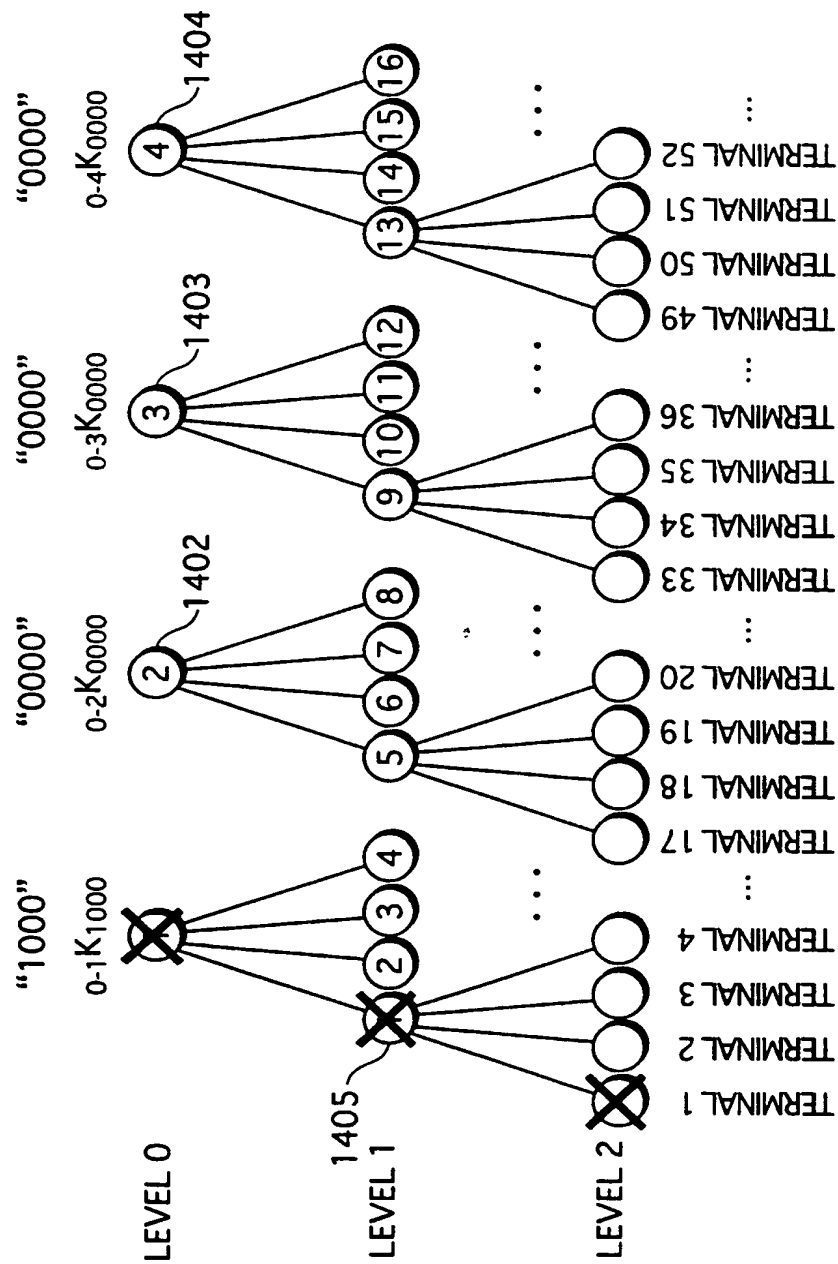 “1000” “0000” “0000” “0000”
0-1K1000 0-2K0000 0-3K0000 0-4K0000
LEVEL 0
2 1402 3 1403 4 1404
LEVEL 1
2 3 4 5 6 7 8 9 10 11 12 13 14 15 16
1405
... ... ... ...
LEVEL 2
TERMINAL 1
TERMINAL 2
TERMINAL 3
TERMINAL 4
...
TERMINAL 17
TERMINAL 18
TERMINAL 19
TERMINAL 20
...
TERMINAL 33
TERMINAL 34
TERMINAL 35
TERMINAL 36
...
TERMINAL 49
TERMINAL 50
TERMINAL 51
TERMINAL 52
...